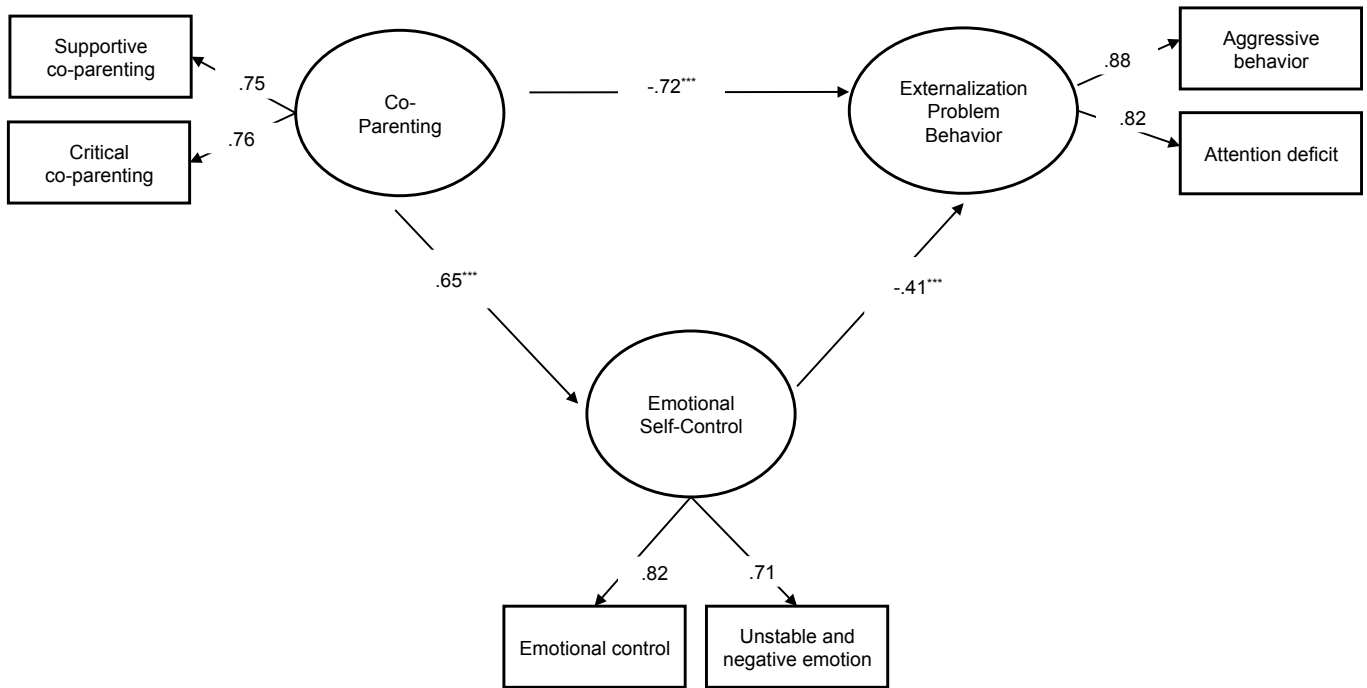 Supportive
co-parenting
Critical
co-parenting
.75
.76
Co-
Parenting
-.72***
Externalization
Problem
Behavior
.88
.82
Aggressive
behavior
Attention deficit
.65***
-.41***
Emotional
Self-Control
.82
.71
Emotional control
Unstable and
negative emotion